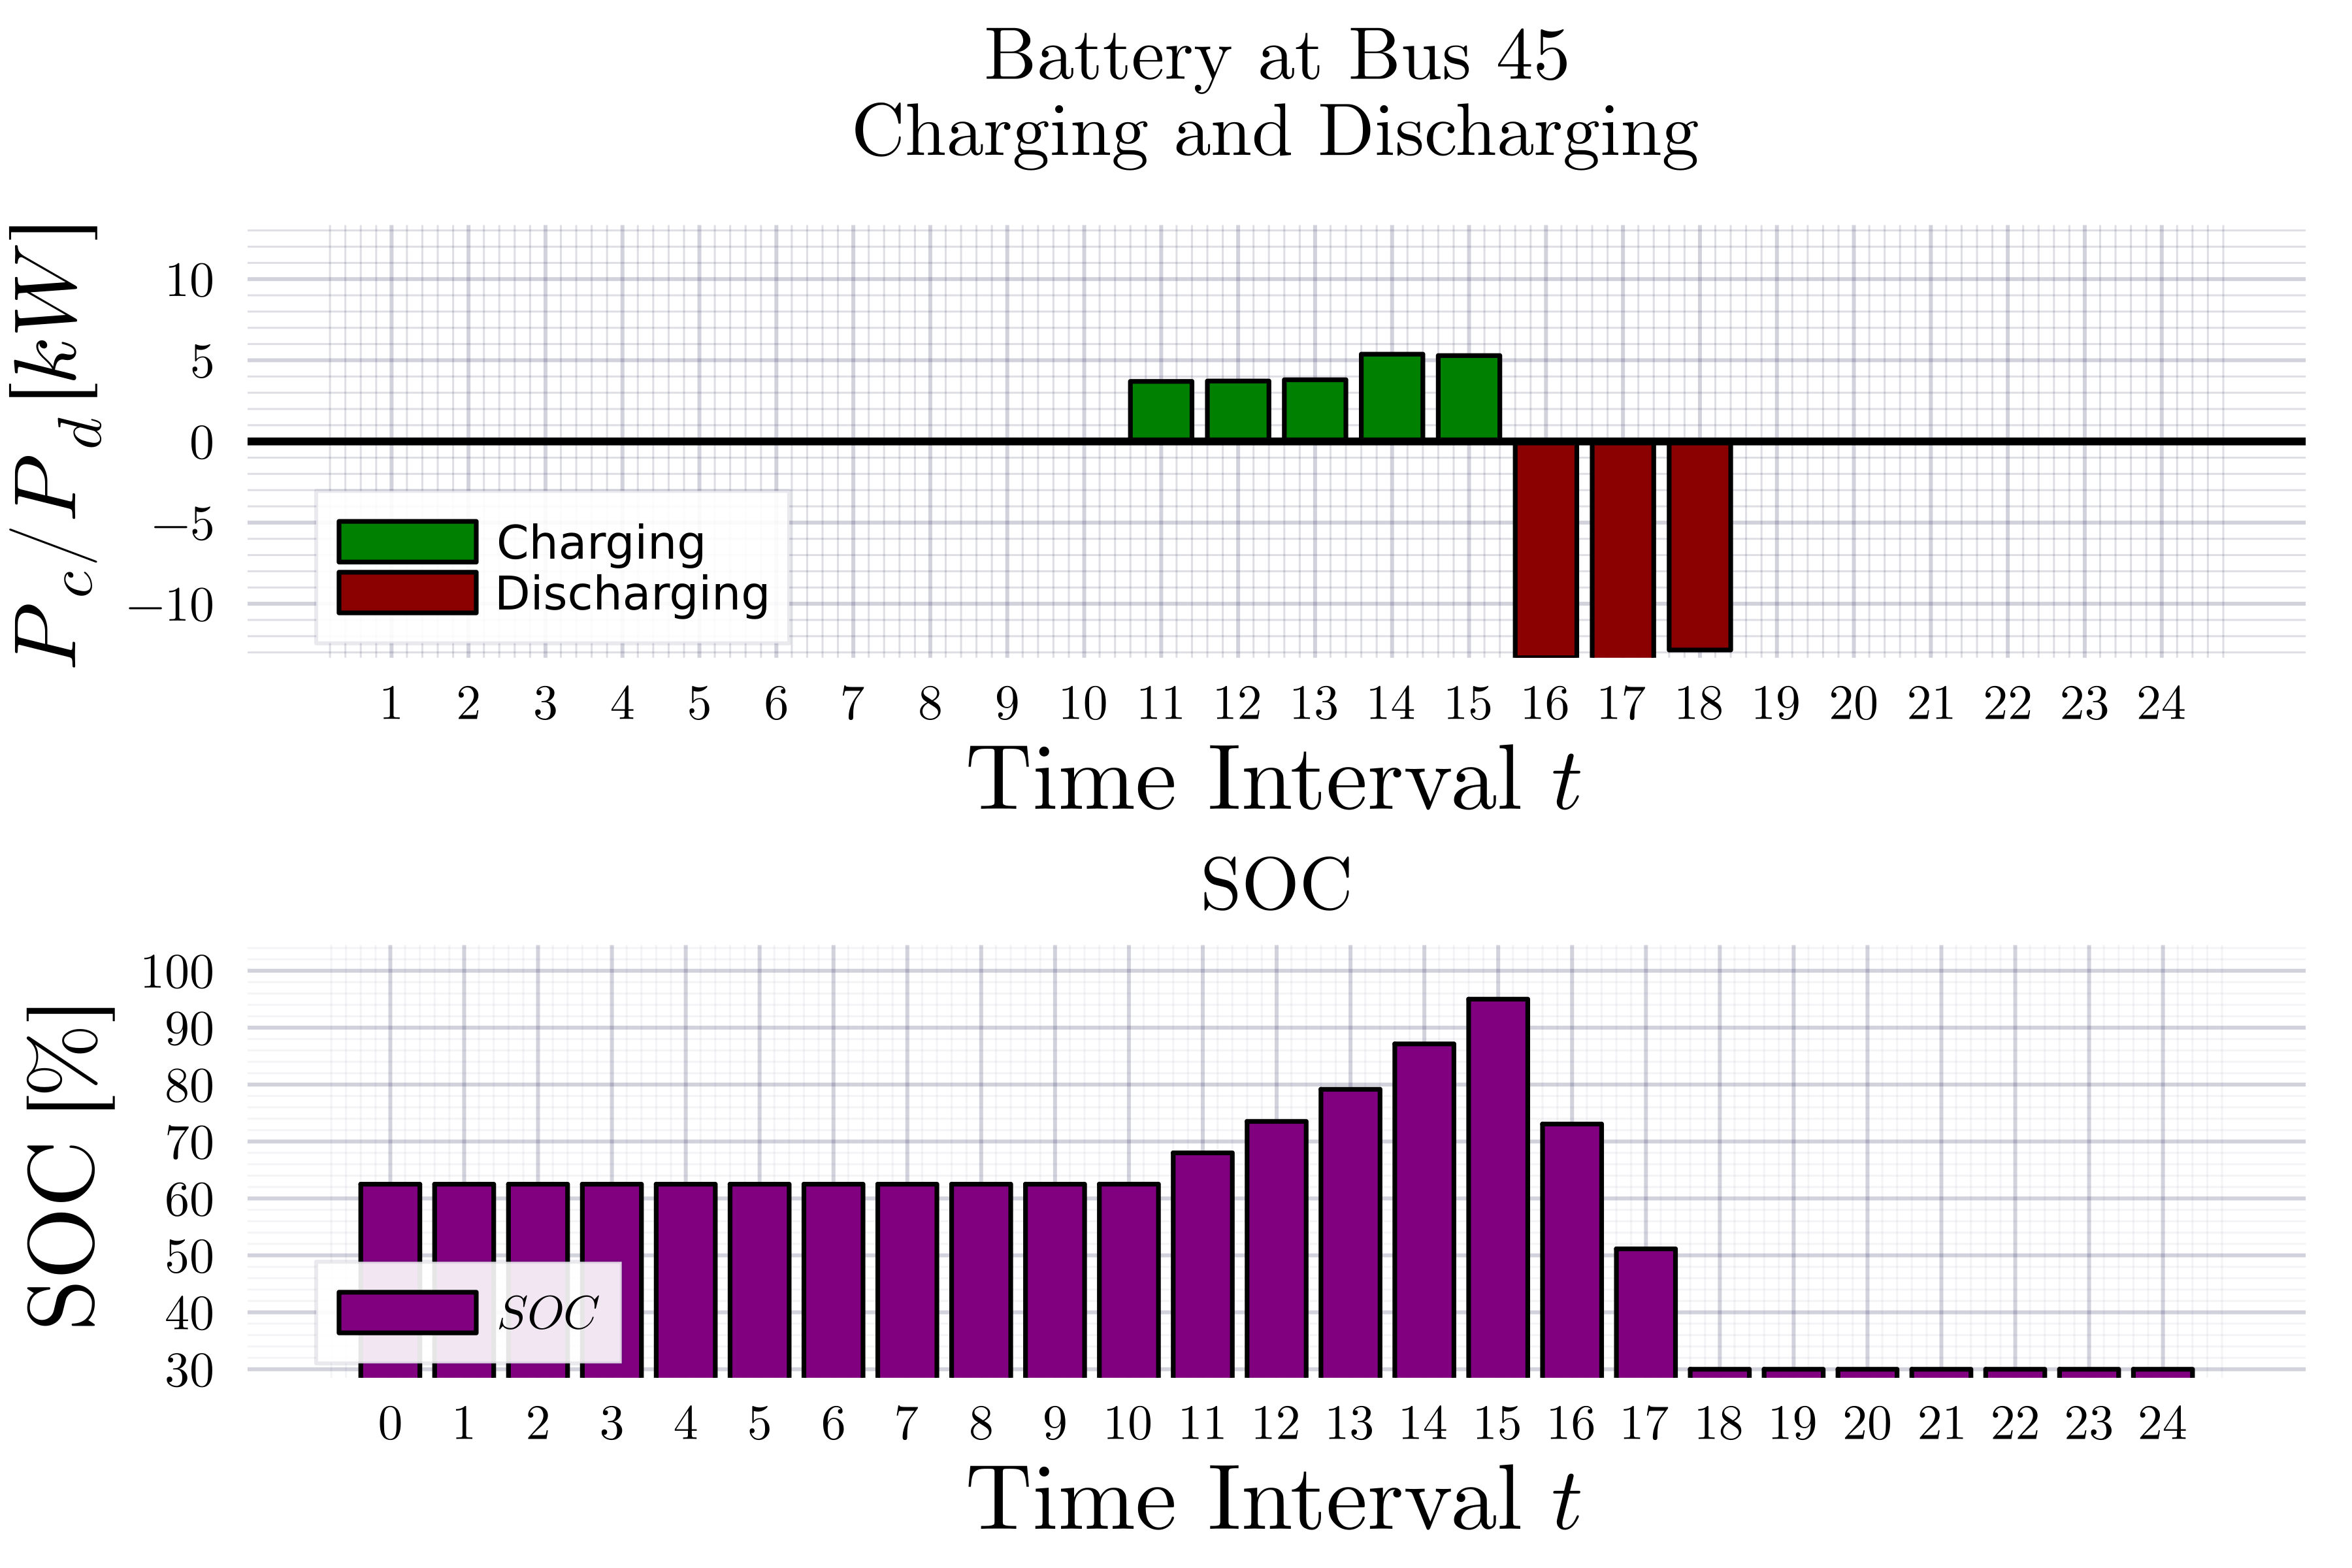 Battery at Bus 45
Charging and Discharging
P_c/P_d [kW]
10
5
0
−5
−10
Charging
Discharging
1 2 3 4 5 6 7 8 9 10 11 12 13 14 15 16 17 18 19 20 21 22 23 24
Time Interval t
SOC
SOC [%]
100
90
80
70
60
50
40
30
SOC
0 1 2 3 4 5 6 7 8 9 10 11 12 13 14 15 16 17 18 19 20 21 22 23 24
Time Interval t